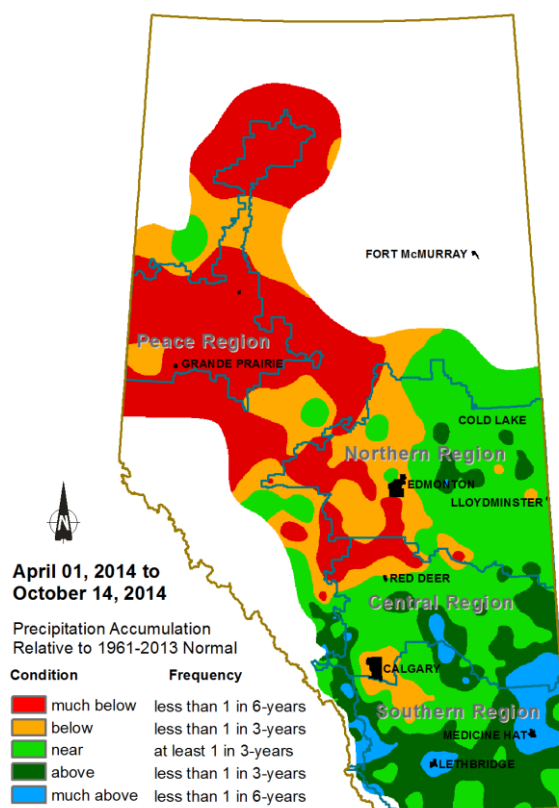 FORT McMURRAY
Peace Region
GRANDE PRAIRIE
COLD LAKE
Northern Region
EDMONTON
LLOYDMINSTER
N
April 01, 2014 to
October 14, 2014
RED DEER
Central Region
Precipitation Accumulation
Relative to 1961-2013 Normal
CALGARY
Condition Frequency
much below less than 1 in 6-years
below less than 1 in 3-years
near at least 1 in 3-years
above less than 1 in 3-years
much above less than 1 in 6-years
Southern Region
MEDICINE HAT
LETHBRIDGE